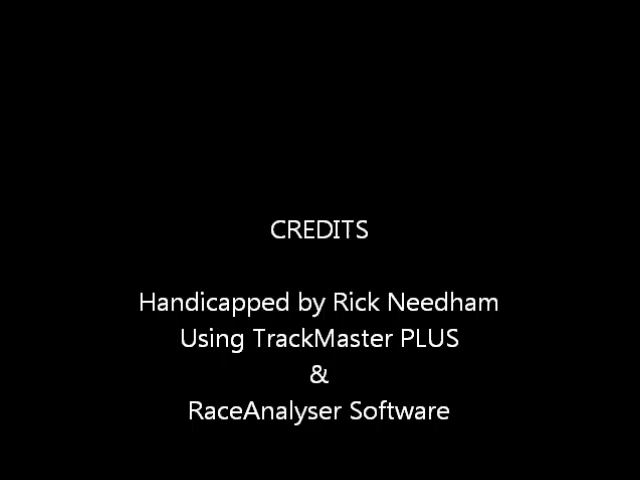 CREDITS
Handicapped by Rick Needham
Using TrackMaster PLUS
&
RaceAnalyser Software